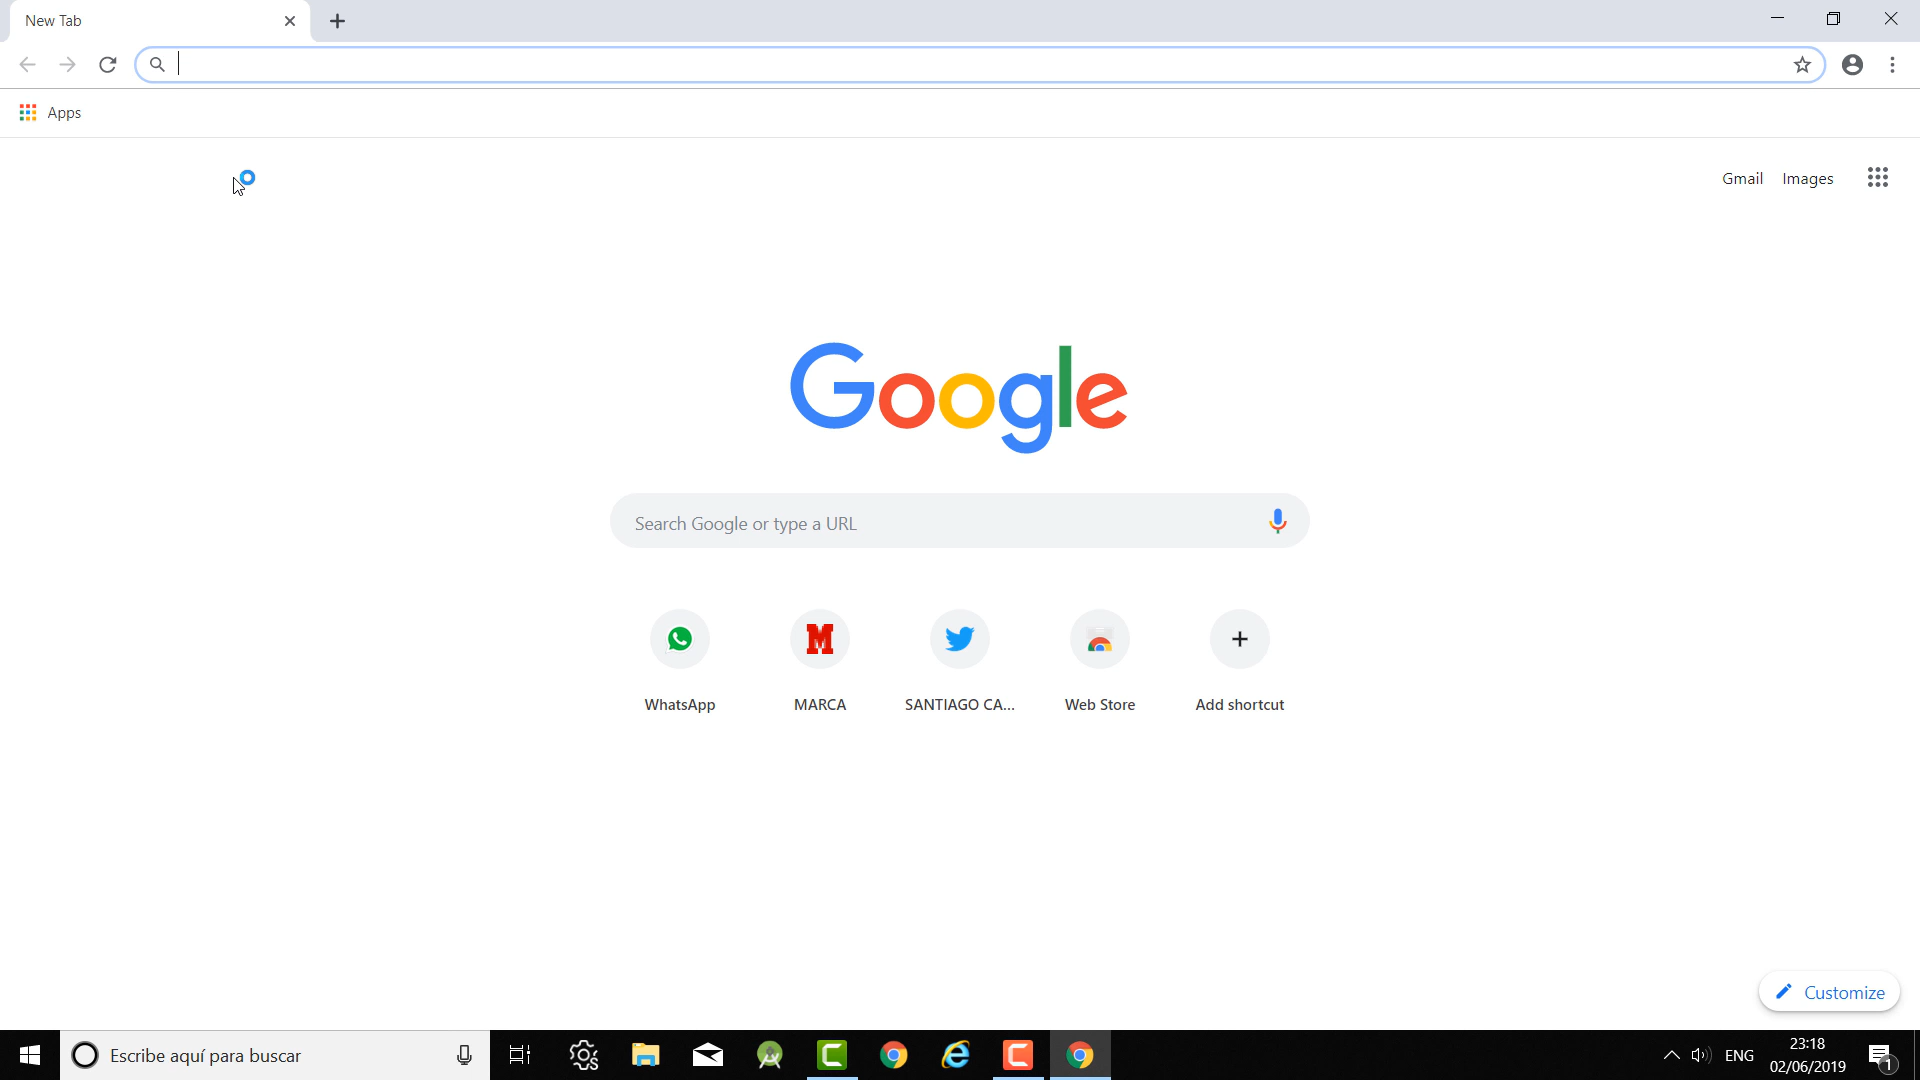 New Tab
Apps
Gmail Images
Google
Search Google or type a URL
WhatsApp MARCA SANTIAGO CA... Web Store Add shortcut
Customize
Escribe aquí para buscar
ENG
23:18
02/06/2019
1